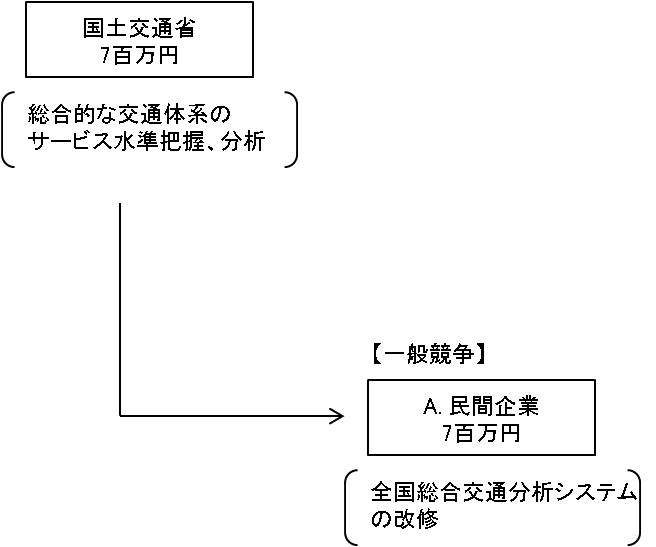 国土交通省
7百万円
総合的な交通体系の
サービス水準把握、分析
【一般競争】
A. 民間企業
7百万円
全国総合交通分析システム
の改修